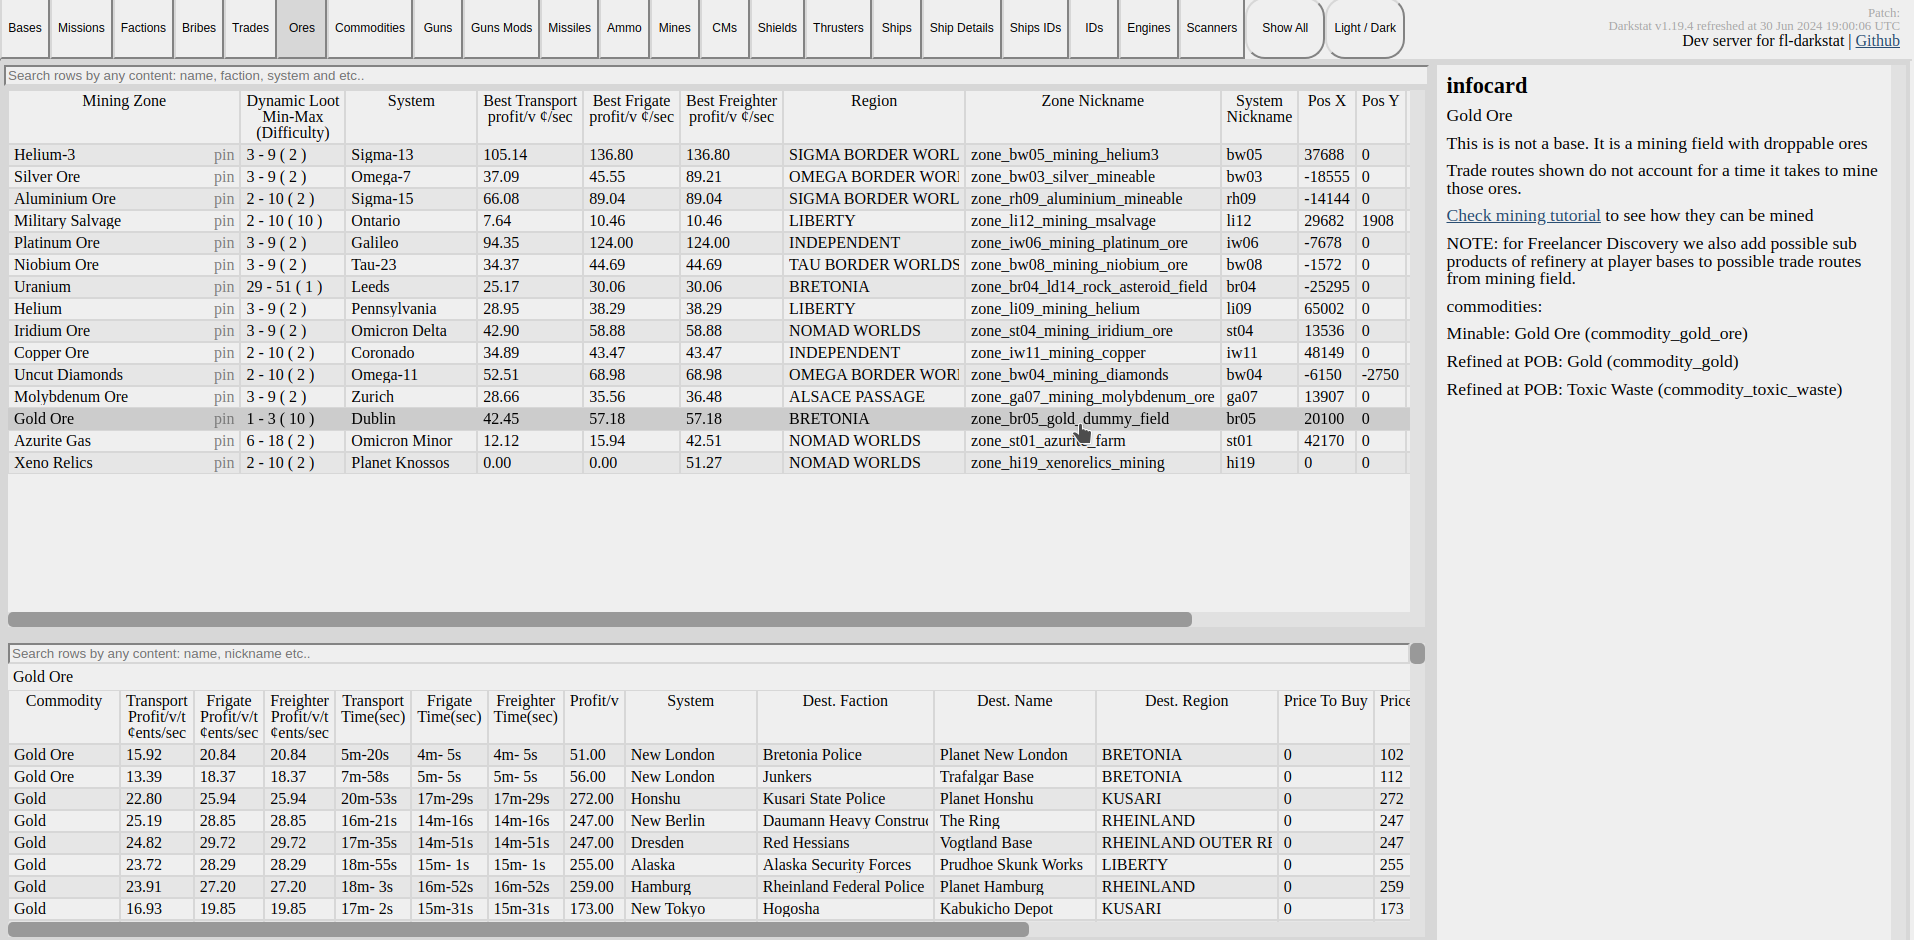 Bases Missions Factions Bribes Trades Ores Commodities Guns Guns Mods Missiles Ammo Mines CMs Shields Thrusters Ships Ship Details Ships IDs IDs Engines Scanners Show All Light / Dark
Patch:
Darkstat v1.19.4 refreshed at 30 Jun 2024 19:00:06 UTC
Dev server for fl-darkstat | Github
Search rows by any content: name, faction, system and etc..
Mining Zone Dynamic Loot Min-Max (Difficulty) System Best Transport profit/v ¢/sec Best Frigate profit/v ¢/sec Best Freighter profit/v ¢/sec Region Zone Nickname System Nickname Pos X Pos Y
Helium-3 pin 3 - 9 ( 2 ) Sigma-13 105.14 136.80 136.80 SIGMA BORDER WORL zone_bw05_mining_helium3 bw05 37688 0
Silver Ore pin 3 - 9 ( 2 ) Omega-7 37.09 45.55 89.21 OMEGA BORDER WOR zone_bw03_silver_mineable bw03 -18555 0
Aluminium Ore pin 2 - 10 ( 2 ) Sigma-15 66.08 89.04 89.04 SIGMA BORDER WORL zone_rh09_aluminium_mineable rh09 -14144 0
Military Salvage pin 2 - 10 ( 10 ) Ontario 7.64 10.46 10.46 LIBERTY zone_li12_mining_msalvage li12 29682 1908
Platinum Ore pin 3 - 9 ( 2 ) Galileo 94.35 124.00 124.00 INDEPENDENT zone_iw06_mining_platinum_ore iw06 -7678 0
Niobium Ore pin 3 - 9 ( 2 ) Tau-23 34.37 44.69 44.69 TAU BORDER WORLDS zone_bw08_mining_niobium_ore bw08 -1572 0
Uranium pin 29 - 51 ( 1 ) Leeds 25.17 30.06 30.06 BRETONIA zone_br04_ld14_rock_asteroid_field br04 -25295 0
Helium pin 3 - 9 ( 2 ) Pennsylvania 28.95 38.29 38.29 LIBERTY zone_li09_mining_helium li09 65002 0
Iridium Ore pin 3 - 9 ( 2 ) Omicron Delta 42.90 58.88 58.88 NOMAD WORLDS zone_st04_mining_iridium_ore st04 13536 0
Copper Ore pin 2 - 10 ( 2 ) Coronado 34.89 43.47 43.47 INDEPENDENT zone_iw11_mining_copper iw11 48149 0
Uncut Diamonds pin 2 - 10 ( 2 ) Omega-11 52.51 68.98 68.98 OMEGA BORDER WOR zone_bw04_mining_diamonds bw04 -6150 -2750
Molybdenum Ore pin 3 - 9 ( 2 ) Zurich 28.66 35.56 36.48 ALSACE PASSAGE zone_ga07_mining_molybdenum_ore ga07 13907 0
Gold Ore pin 1 - 3 ( 10 ) Dublin 42.45 57.18 57.18 BRETONIA zone_br05_gold_dummy_field br05 20100 0
Azurite Gas pin 6 - 18 ( 2 ) Omicron Minor 12.12 15.94 42.51 NOMAD WORLDS zone_st01_azurite_farm st01 42170 0
Xeno Relics pin 2 - 10 ( 2 ) Planet Knossos 0.00 0.00 51.27 NOMAD WORLDS zone_hi19_xenorelics_mining hi19 0 0
Search rows by any content: name, nickname etc..
Gold Ore
Commodity Transport Profit/v/t ¢ents/sec Frigate Profit/v/t ¢ents/sec Freighter Profit/v/t ¢ents/sec Transport Time(sec) Frigate Time(sec) Freighter Time(sec) Profit/v System Dest. Faction Dest. Name Dest. Region Price To Buy Price
Gold Ore 15.92 20.84 20.84 5m-20s 4m- 5s 4m- 5s 51.00 New London Bretonia Police Planet New London BRETONIA 0 102
Gold Ore 13.39 18.37 18.37 7m-58s 5m- 5s 5m- 5s 56.00 New London Junkers Trafalgar Base BRETONIA 0 112
Gold 22.80 25.94 25.94 20m-53s 17m-29s 17m-29s 272.00 Honshu Kusari State Police Planet Honshu KUSARI 0 272
Gold 25.19 28.85 28.85 16m-21s 14m-16s 14m-16s 247.00 New Berlin Daumann Heavy Construc The Ring RHEINLAND 0 247
Gold 24.82 29.72 29.72 17m-35s 14m-51s 14m-51s 247.00 Dresden Red Hessians Vogtland Base RHEINLAND OUTER RE 0 247
Gold 23.72 28.29 28.29 18m-55s 15m- 1s 15m- 1s 255.00 Alaska Alaska Security Forces Prudhoe Skunk Works LIBERTY 0 255
Gold 23.91 27.20 27.20 18m- 3s 16m-52s 16m-52s 259.00 Hamburg Rheinland Federal Police Planet Hamburg RHEINLAND 0 259
Gold 16.93 19.85 19.85 17m- 2s 15m-31s 15m-31s 173.00 New Tokyo Hogosha Kabukicho Depot KUSARI 0 173
infocard
Gold Ore
This is is not a base. It is a mining field with droppable ores
Trade routes shown do not account for a time it takes to mine
those ores.
Check mining tutorial to see how they can be mined
NOTE: for Freelancer Discovery we also add possible sub
products of refinery at player bases to possible trade routes
from mining field.
commodities:
Minable: Gold Ore (commodity_gold_ore)
Refined at POB: Gold (commodity_gold)
Refined at POB: Toxic Waste (commodity_toxic_waste)